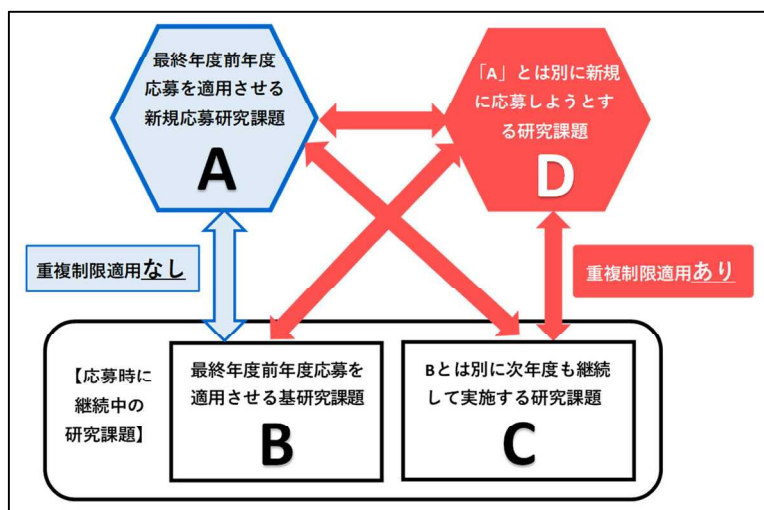 最終年度前年度
応募を適用させる
新規応募研究課題
A
「A」とは別に新規
に応募しようとす
る研究課題
D
重複制限適用なし
重複制限適用あり
【応募時に
継続中の
研究課題】
最終年度前年度応募を
適用させる基研究課題
B
Bとは別に次年度も継続
して実施する研究課題
C